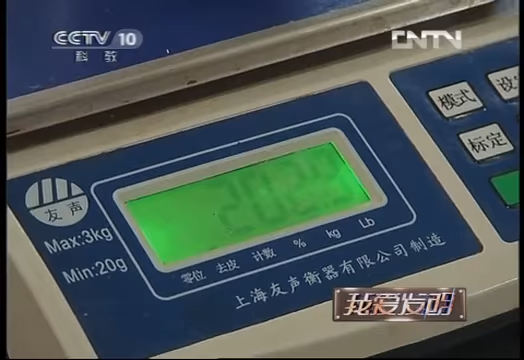 CCTV 10
科教
CNTV
模式
标定
友声
Max:3kg
Min:20g
零位 去皮 计数 % kg Lb
上海友声衡器有限公司制造
我爱发明